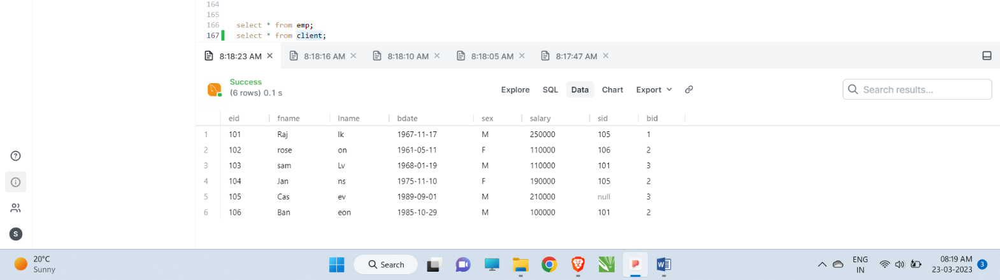 164
165
166 select * from emp;
167 select * from client;
8:18:23 AM 8:18:16 AM 8:18:10 AM 8:18:05 AM 8:17:47 AM
Success
(6 rows) 0.1 s
Explore SQL Data Chart Export
Search results...
eid fname lname bdate sex salary sid bid
1 101 Raj lk 1967-11-17 M 250000 105 1
2 102 rose on 1961-05-11 F 110000 106 2
3 103 sam Lv 1968-01-19 M 110000 101 3
4 104 Jan ns 1975-11-10 F 190000 105 2
5 105 Cas ev 1989-09-01 M 210000 null 3
6 106 Ban eon 1985-10-29 M 100000 101 2
S
20°C
Sunny
Search
ENG
IN
08:19 AM
23-03-2023
3